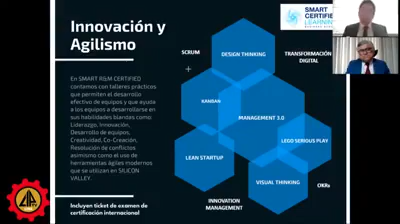 Innovación y
Agilismo
SMART
CERTIFIED
LEARNING
En SMART R&M CERTIFIED
contamos con talleres prácticos
que permiten el desarrollo
efectivo de equipos y que ayuda
a los equipos a desarrollarse en
sus habilidades blandas como:
Liderazgo, Innovación,
Desarrollo de equipos,
Creatividad, Co-Creación,
Resolución de conflictos
asimismo como el uso de
herramientas ágiles modernos
que se utilizan en SILICON
VALLEY.
Incluyen ticket de examen de
certificación internacional
SCRUM
DESIGN THINKING
TRANSFORMACIÓN
DIGITAL
KANBAN
MANAGEMENT 3.0
LEGO SERIOUS PLAY
LEAN STARTUP
VISUAL THINKING
OKRs
INNOVATION
MANAGEMENT